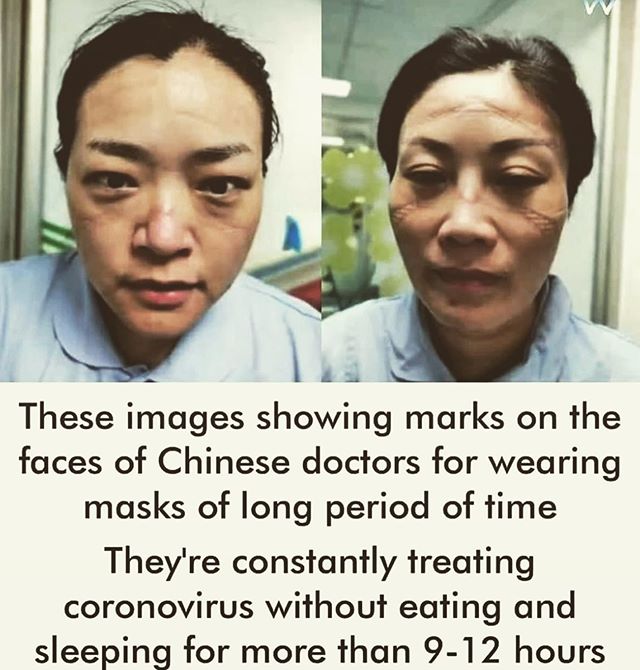 These images showing marks on the
faces of Chinese doctors for wearing
masks of long period of time
They're constantly treating
coronovirus without eating and
sleeping for more than 9-12 hours